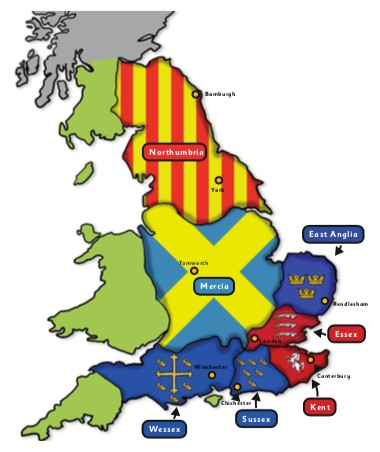 Bamburgh
Northumbria
York
East Anglia
Tamworth
Mercia
Rendlesham
Essex
London
Winchester
Canterbury
Chichester
Kent
Sussex
Wessex